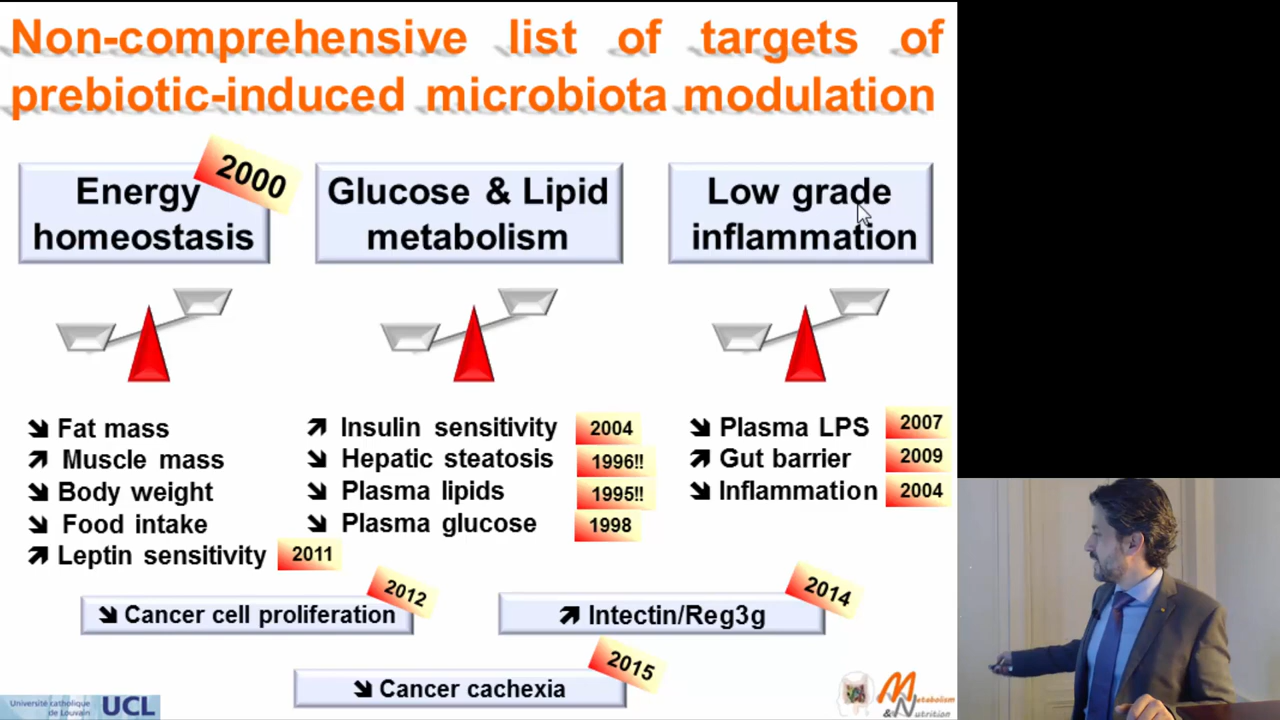 Non-comprehensive list of targets of
prebiotic-induced microbiota modulation
Energy
homeostasis
2000
Glucose & Lipid
metabolism
Low grade
inflammation
Fat mass
Muscle mass
Body weight
Food intake
Leptin sensitivity 2011
Insulin sensitivity 2004
Hepatic steatosis 1996!!
Plasma lipids 1995!!
Plasma glucose 1998
Plasma LPS 2007
Gut barrier 2009
Inflammation 2004
Cancer cell proliferation 2012
Intectin/Reg3g 2014
Cancer cachexia 2015
Université catholique
de Louvain
UCL
Metabolism
& Nutrition